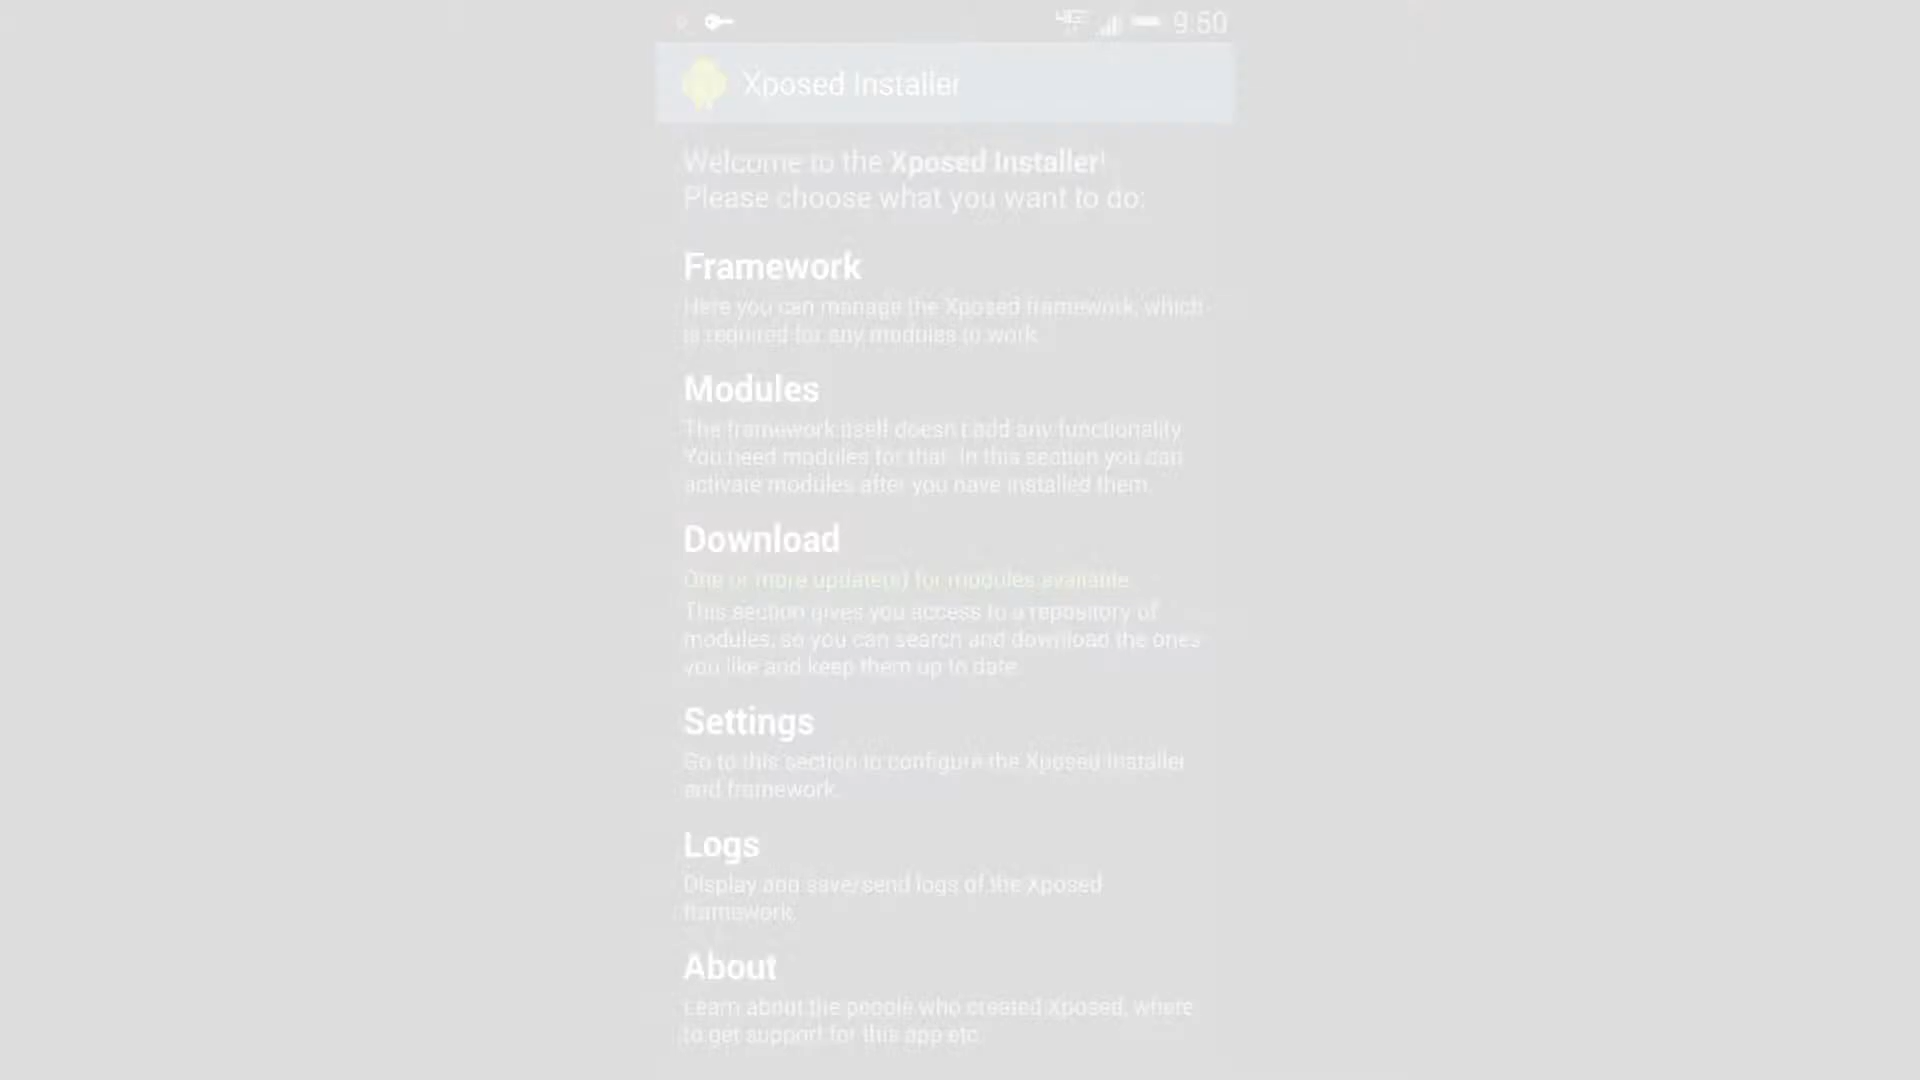 9:50
Xposed Installer
Welcome to the Xposed Installer!
Please choose what you want to do:
Framework
Here you can manage the Xposed framework, which
is required for any modules to work.
Modules
The framework itself doesn't add any functionality.
You need modules for that. In this section you can
activate modules after you have installed them.
Download
One or more update(s) for modules available.
This section gives you access to a repository of
modules, so you can search and download the ones
you like and keep them up to date.
Settings
Go to this section to configure the Xposed Installer
and framework.
Logs
Display and save/send logs of the Xposed
framework.
About
Learn about the people who created Xposed, where
to get support for this app etc.